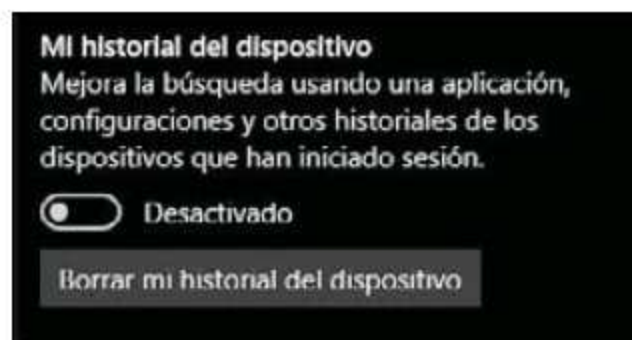 Mi historial del dispositivo
Mejora la búsqueda usando una aplicación,
configuraciones y otros historiales de los
dispositivos que han iniciado sesión.
Desactivado
Borrar mi historial del dispositivo